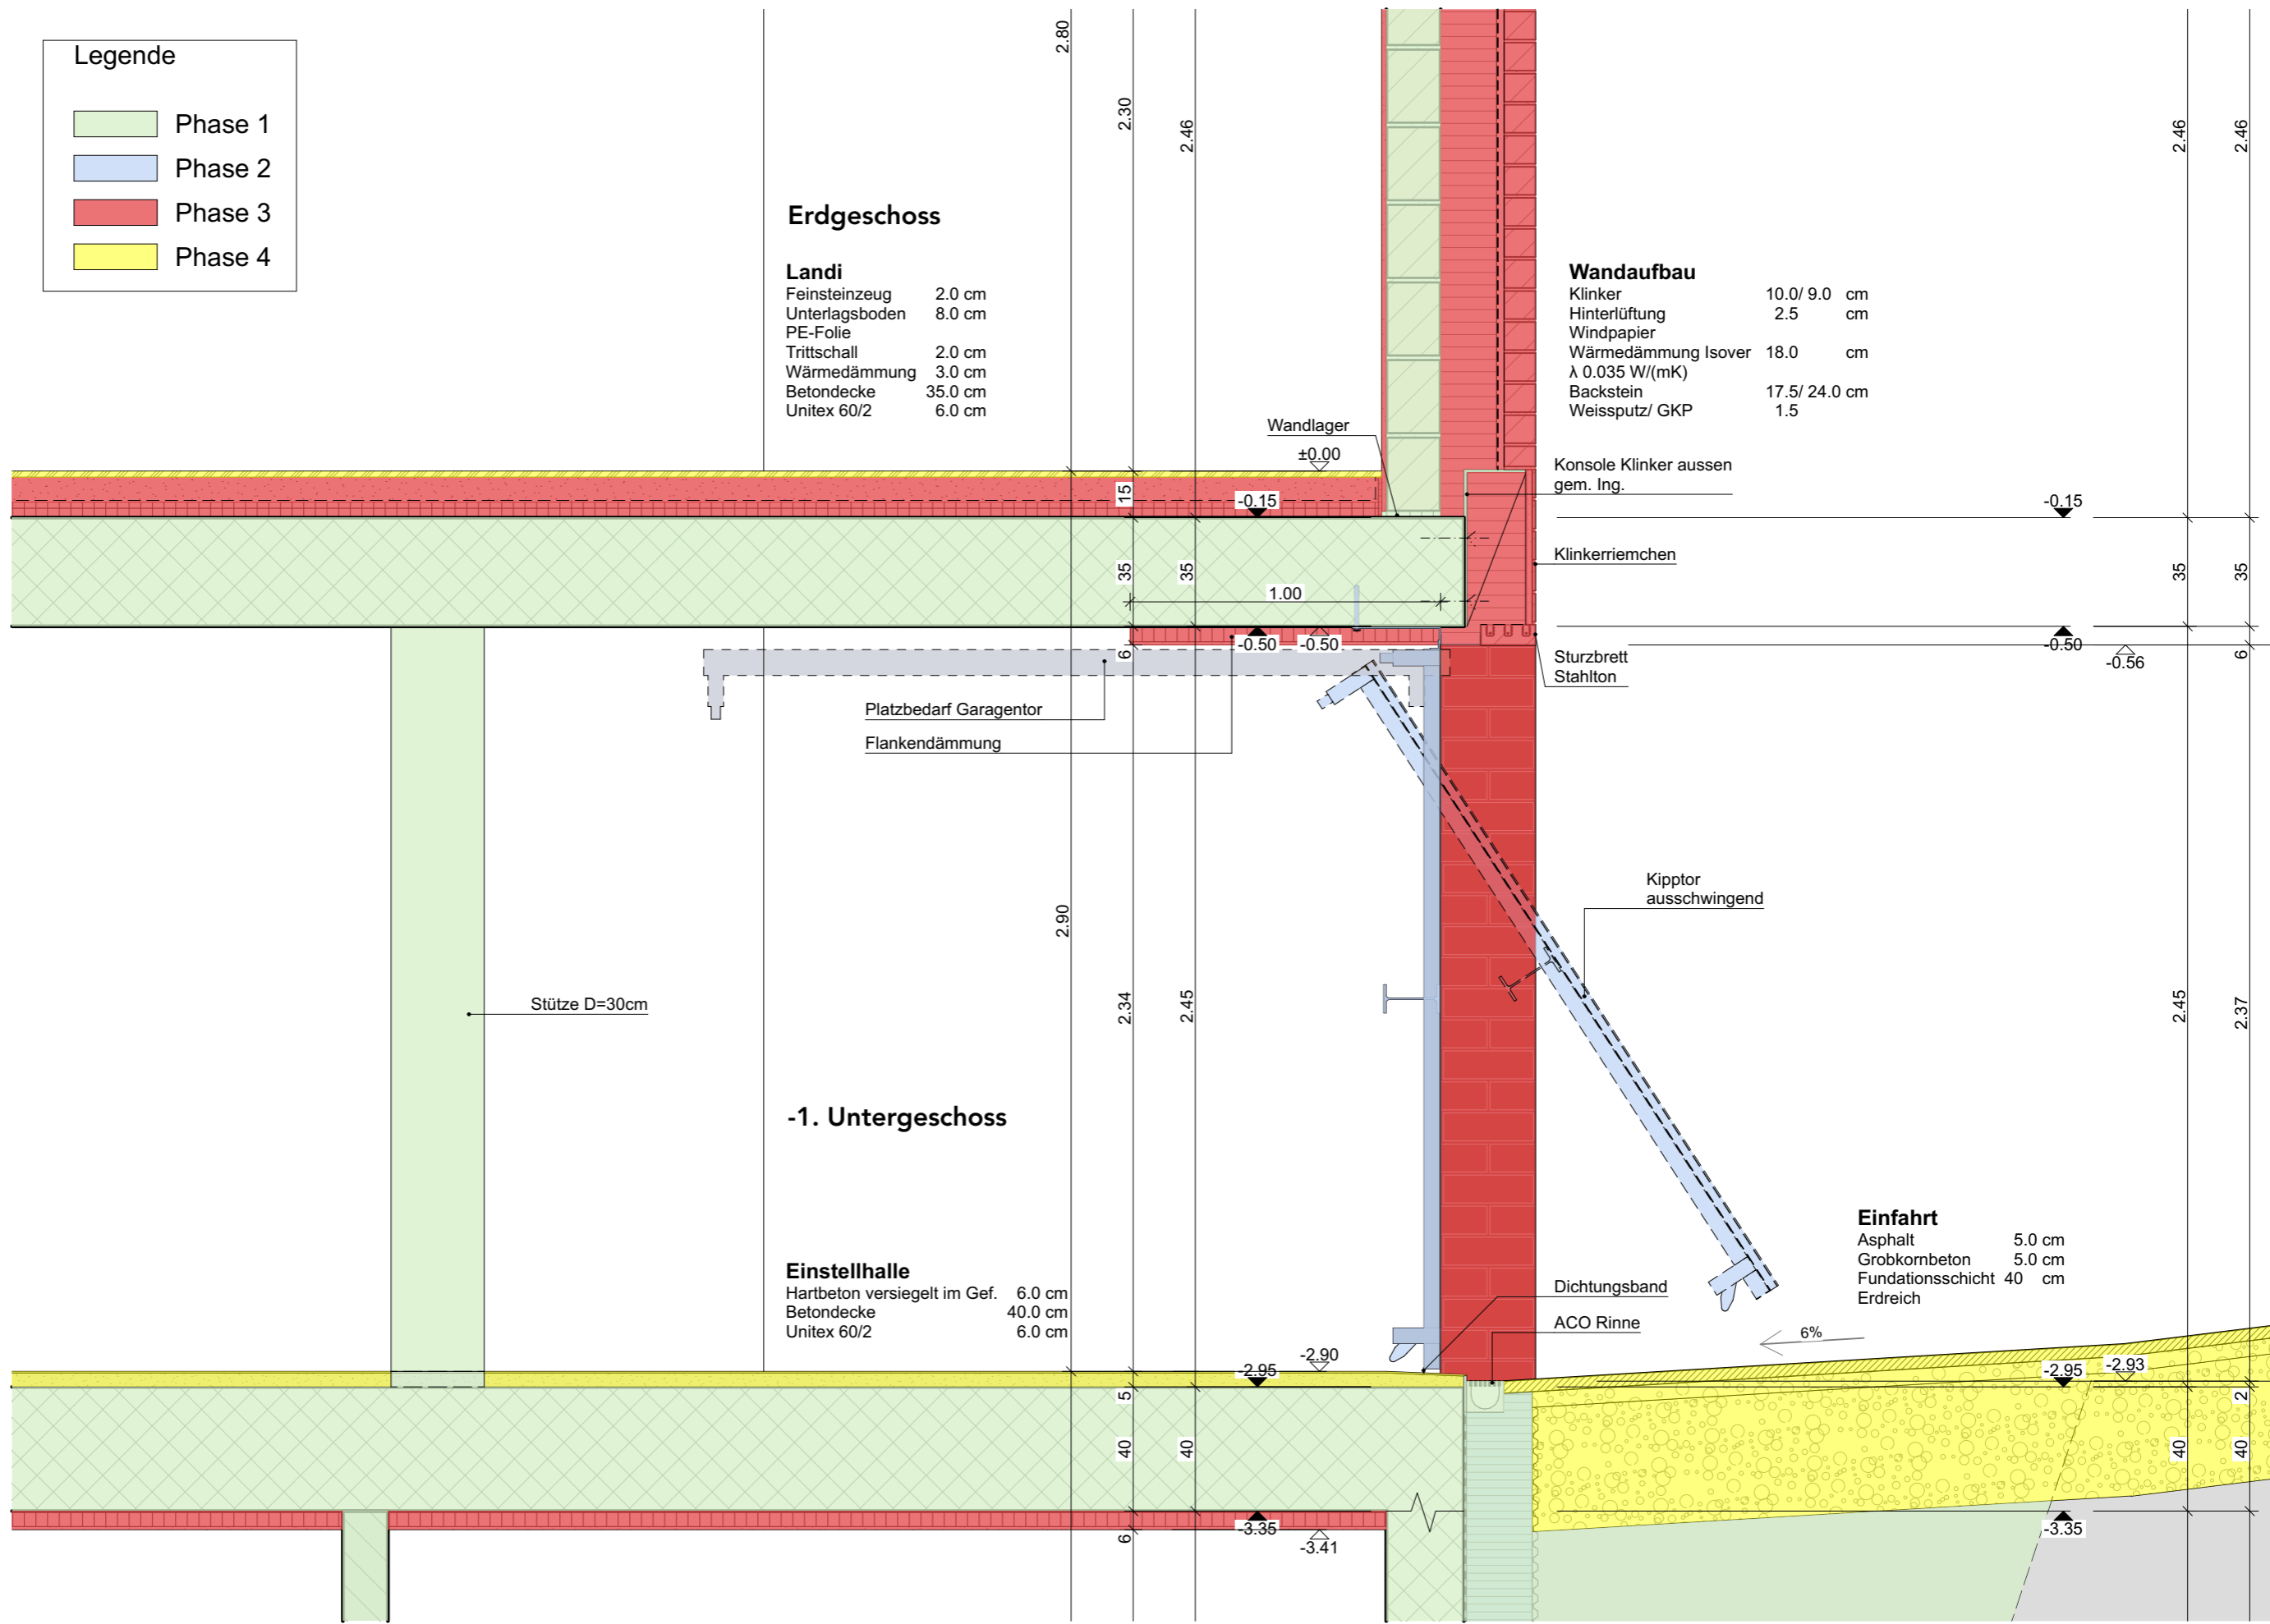 Legende
Phase 1
Phase 2
Phase 3
Phase 4
2.80
2.30
2.46
2.46
2.46
Erdgeschoss
Landi
Feinsteinzeug 2.0 cm
Unterlagsboden 8.0 cm
PE-Folie
Trittschall 2.0 cm
Wärmedämmung 3.0 cm
Betondecke 35.0 cm
Unitex 60/2 6.0 cm
Wandaufbau
Klinker 10.0/ 9.0 cm
Hinterlüftung 2.5 cm
Windpapier
Wärmedämmung Isover 18.0 cm
λ 0.035 W/(mK)
Backstein 17.5/ 24.0 cm
Weissputz/ GKP 1.5
Wandlager
±0.00
Konsole Klinker aussen
gem. Ing.
15
-0.15
-0.15
Klinkerriemchen
35
35
1.00
35
35
-0.50
-0.50
-0.50
6
6
-0.56
Sturzbrett
Stahlton
Platzbedarf Garagentor
Flankendämmung
Kipptor
ausschwingend
2.90
2.34
2.45
2.45
2.37
Stütze D=30cm
-1. Untergeschoss
Einstellhalle
Hartbeton versiegelt im Gef. 6.0 cm
Betondecke 40.0 cm
Unitex 60/2 6.0 cm
Einfahrt
Asphalt 5.0 cm
Grobkornbeton 5.0 cm
Fundationsschicht 40 cm
Erdreich
Dichtungsband
ACO Rinne
6%
-2.90
-2.95
-2.95
-2.93
5
2
40
40
40
40
-3.35
-3.35
6
-3.41